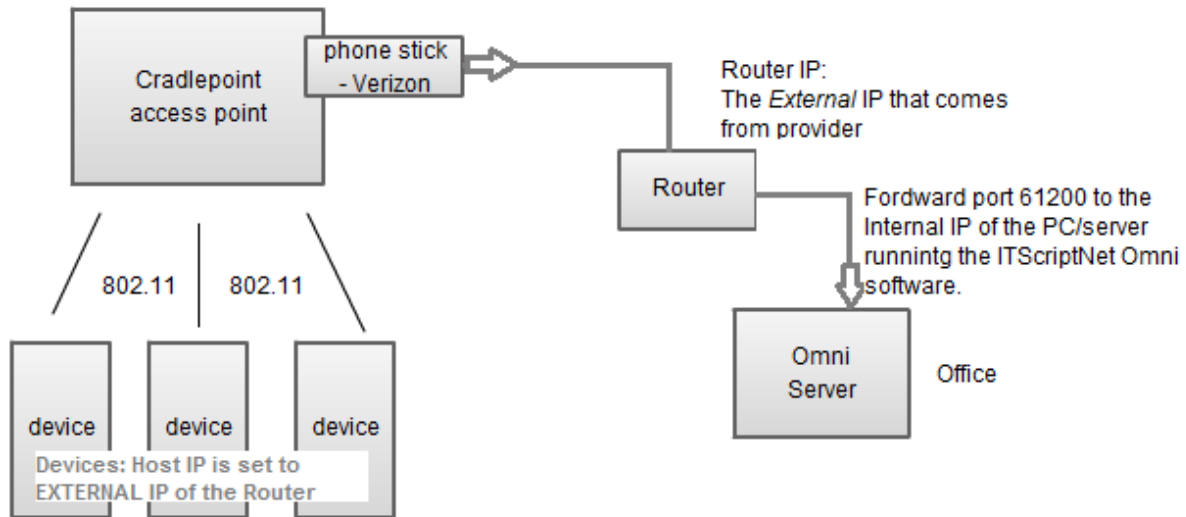 Cradlepoint
access point
phone stick
- Verizon
Router IP:
The External IP that comes
from provider
Router
Fordward port 61200 to the
Internal IP of the PC/server
runnintg the ITScriptNet Omni
software.
802.11
802.11
Omni
Server
Office
device
device
device
Devices: Host IP is set to
EXTERNAL IP of the Router